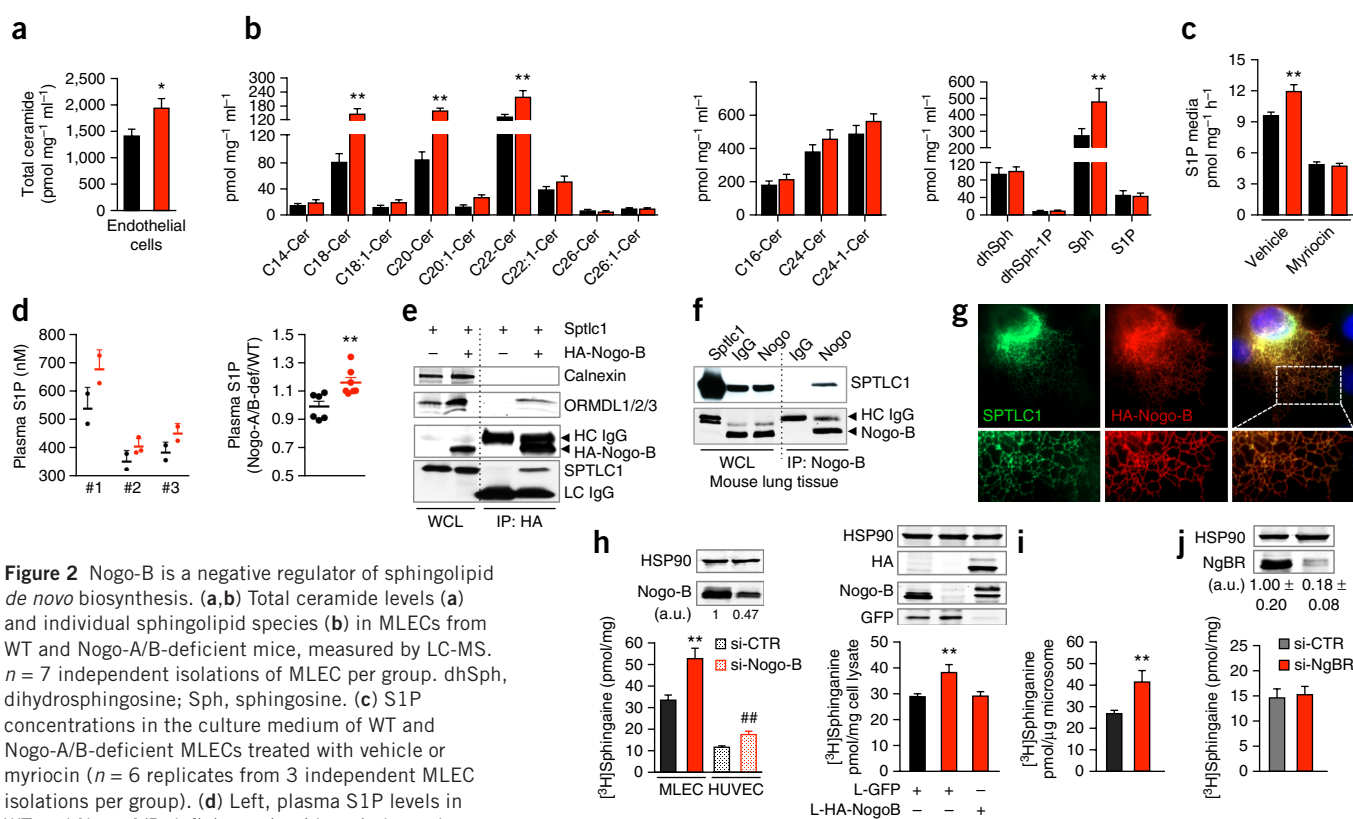 a
Total ceramide
(pmol mg⁻¹ ml⁻¹)
2,500
2,000
1,500
1,000
500
0
*
Endothelial
cells
b
pmol mg⁻¹ ml⁻¹
300
240
180
120
120
80
40
0
**
**
**
C14-Cer
C18-Cer
C18:1-Cer
C20-Cer
C20:1-Cer
C22-Cer
C22:1-Cer
C26-Cer
C26:1-Cer
pmol mg⁻¹ ml⁻¹
800
600
400
200
0
C16-Cer
C24-Cer
C24-1-Cer
pmol mg⁻¹ ml⁻¹
600
500
400
300
200
120
80
40
0
**
dhSph
dhSph-1P
Sph
S1P
c
S1P media
pmol mg⁻¹ h⁻¹
15
12
9
6
3
0
**
Vehicle
Myriocin
d
Plasma S1P (nM)
800
700
600
500
400
300
#1
#2
#3
Plasma S1P
(Nogo-A/B-def/WT)
1.5
1.3
1.1
0.9
0.7
0.5
**
e
+ + + + Sptlc1
– + – + HA-Nogo-B
Calnexin
ORMDL1/2/3
HC IgG
HA-Nogo-B
SPTLC1
LC IgG
WCL
IP: HA
f
Sptlc1
IgG
Nogo
IgG
Nogo
SPTLC1
HC IgG
Nogo-B
WCL
IP: Nogo-B
Mouse lung tissue
g
SPTLC1
HA-Nogo-B
Figure 2 Nogo-B is a negative regulator of sphingolipid
de novo biosynthesis. (a,b) Total ceramide levels (a)
and individual sphingolipid species (b) in MLECs from
WT and Nogo-A/B-deficient mice, measured by LC-MS.
n = 7 independent isolations of MLEC per group. dhSph,
dihydrosphingosine; Sph, sphingosine. (c) S1P
concentrations in the culture medium of WT and
Nogo-A/B-deficient MLECs treated with vehicle or
myriocin (n = 6 replicates from 3 independent MLEC
isolations per group). (d) Left, plasma S1P levels in
h
HSP90
Nogo-B
(a.u.) 1 0.47
[³H]Sphingaine (pmol/mg)
60
50
40
30
20
10
0
**
##
si-CTR
si-Nogo-B
MLEC HUVEC
HSP90
HA
Nogo-B
GFP
[³H]Sphinganine
pmol/mg cell lysate
50
40
30
20
10
0
**
L-GFP + + –
L-HA-NogoB – – +
i
[³H]Sphinganine
pmol/µg microsome
60
50
40
30
20
10
0
**
j
HSP90
NgBR
(a.u.) 1.00 ± 0.18 ±
0.20 0.08
[³H]Sphingaine (pmol/mg)
30
25
20
15
10
5
0
si-CTR
si-NgBR